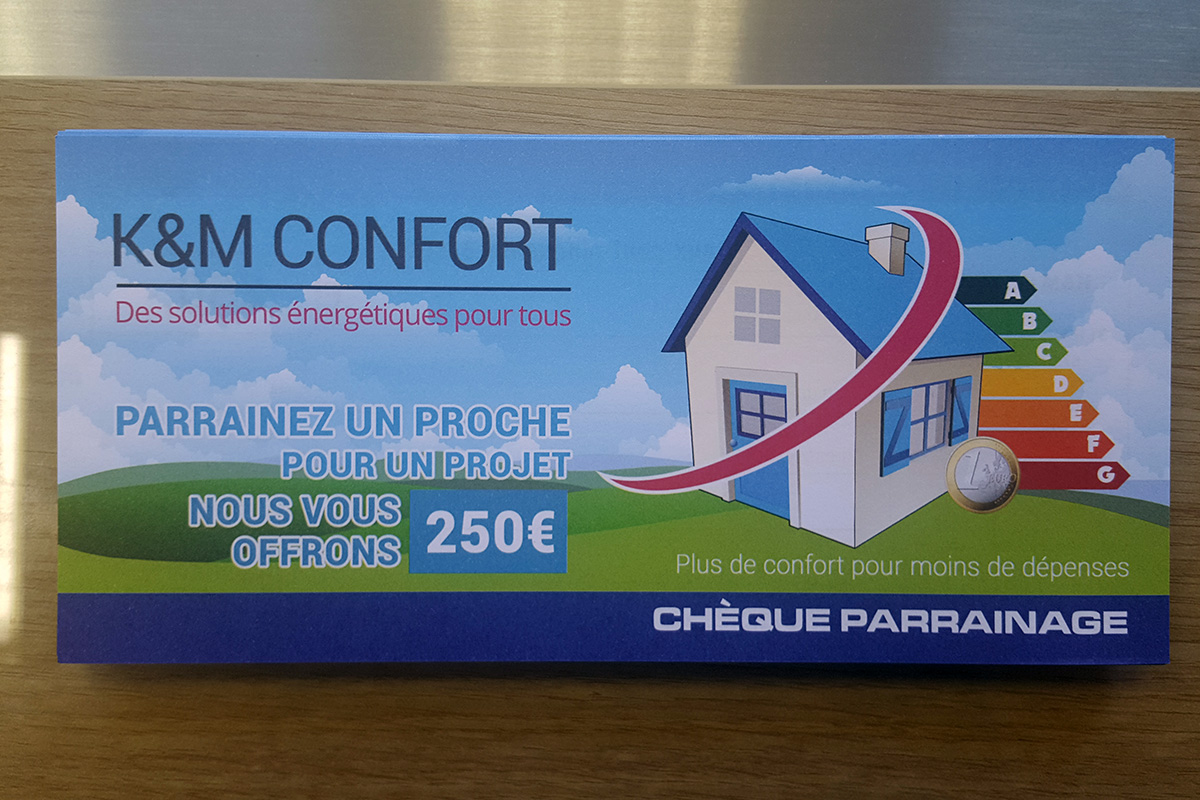 K&M CONFORT
Des solutions énergétiques pour tous
PARRAINEZ UN PROCHE
POUR UN PROJET
NOUS VOUS
OFFRONS
250€
A
B
C
D
E
F
G
1
Plus de confort pour moins de dépenses
CHÈQUE PARRAINAGE